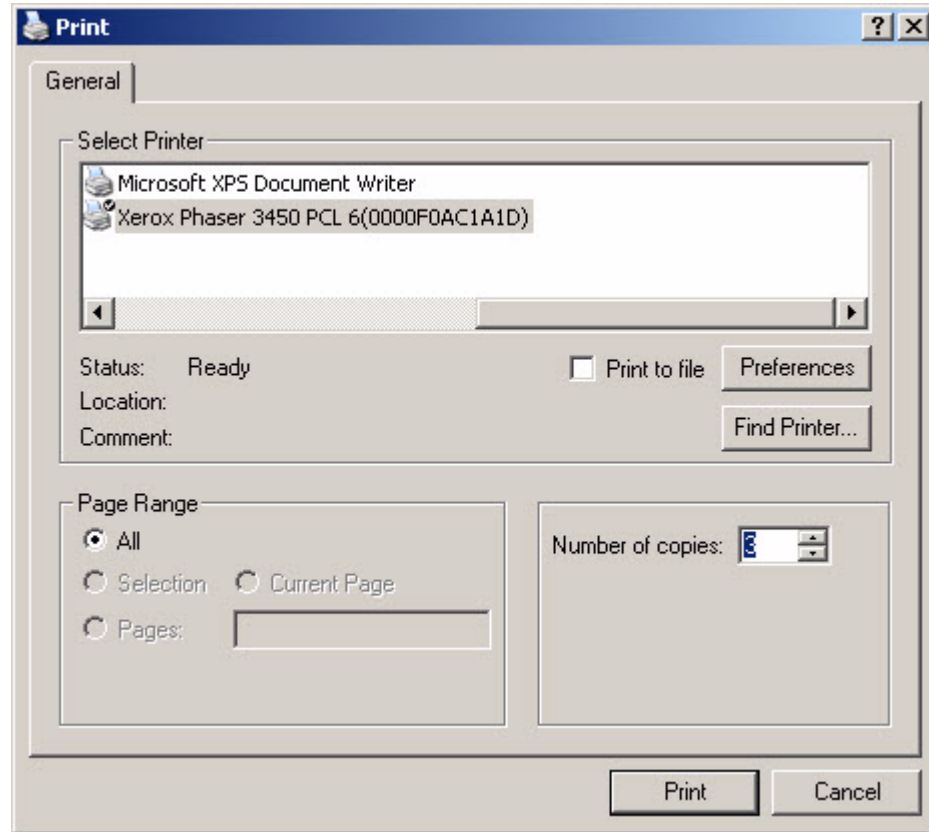 Print
General
Select Printer
Microsoft XPS Document Writer
Xerox Phaser 3450 PCL 6(0000F0AC1A1D)
Status: Ready
Print to file
Preferences
Location:
Comment:
Find Printer...
Page Range
All
Selection
Current Page
Pages:
Number of copies: 3
Print
Cancel